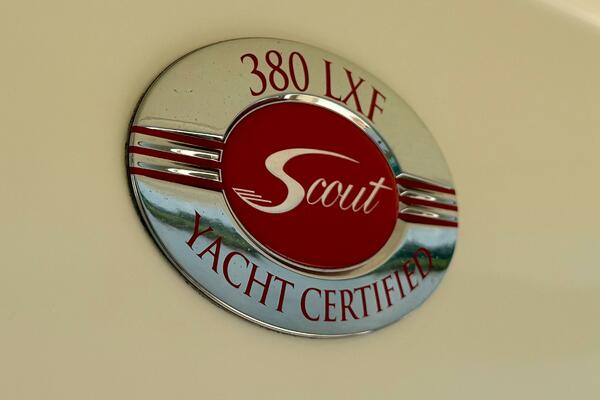 380 LXF
Scout
YACHT CERTIFIED